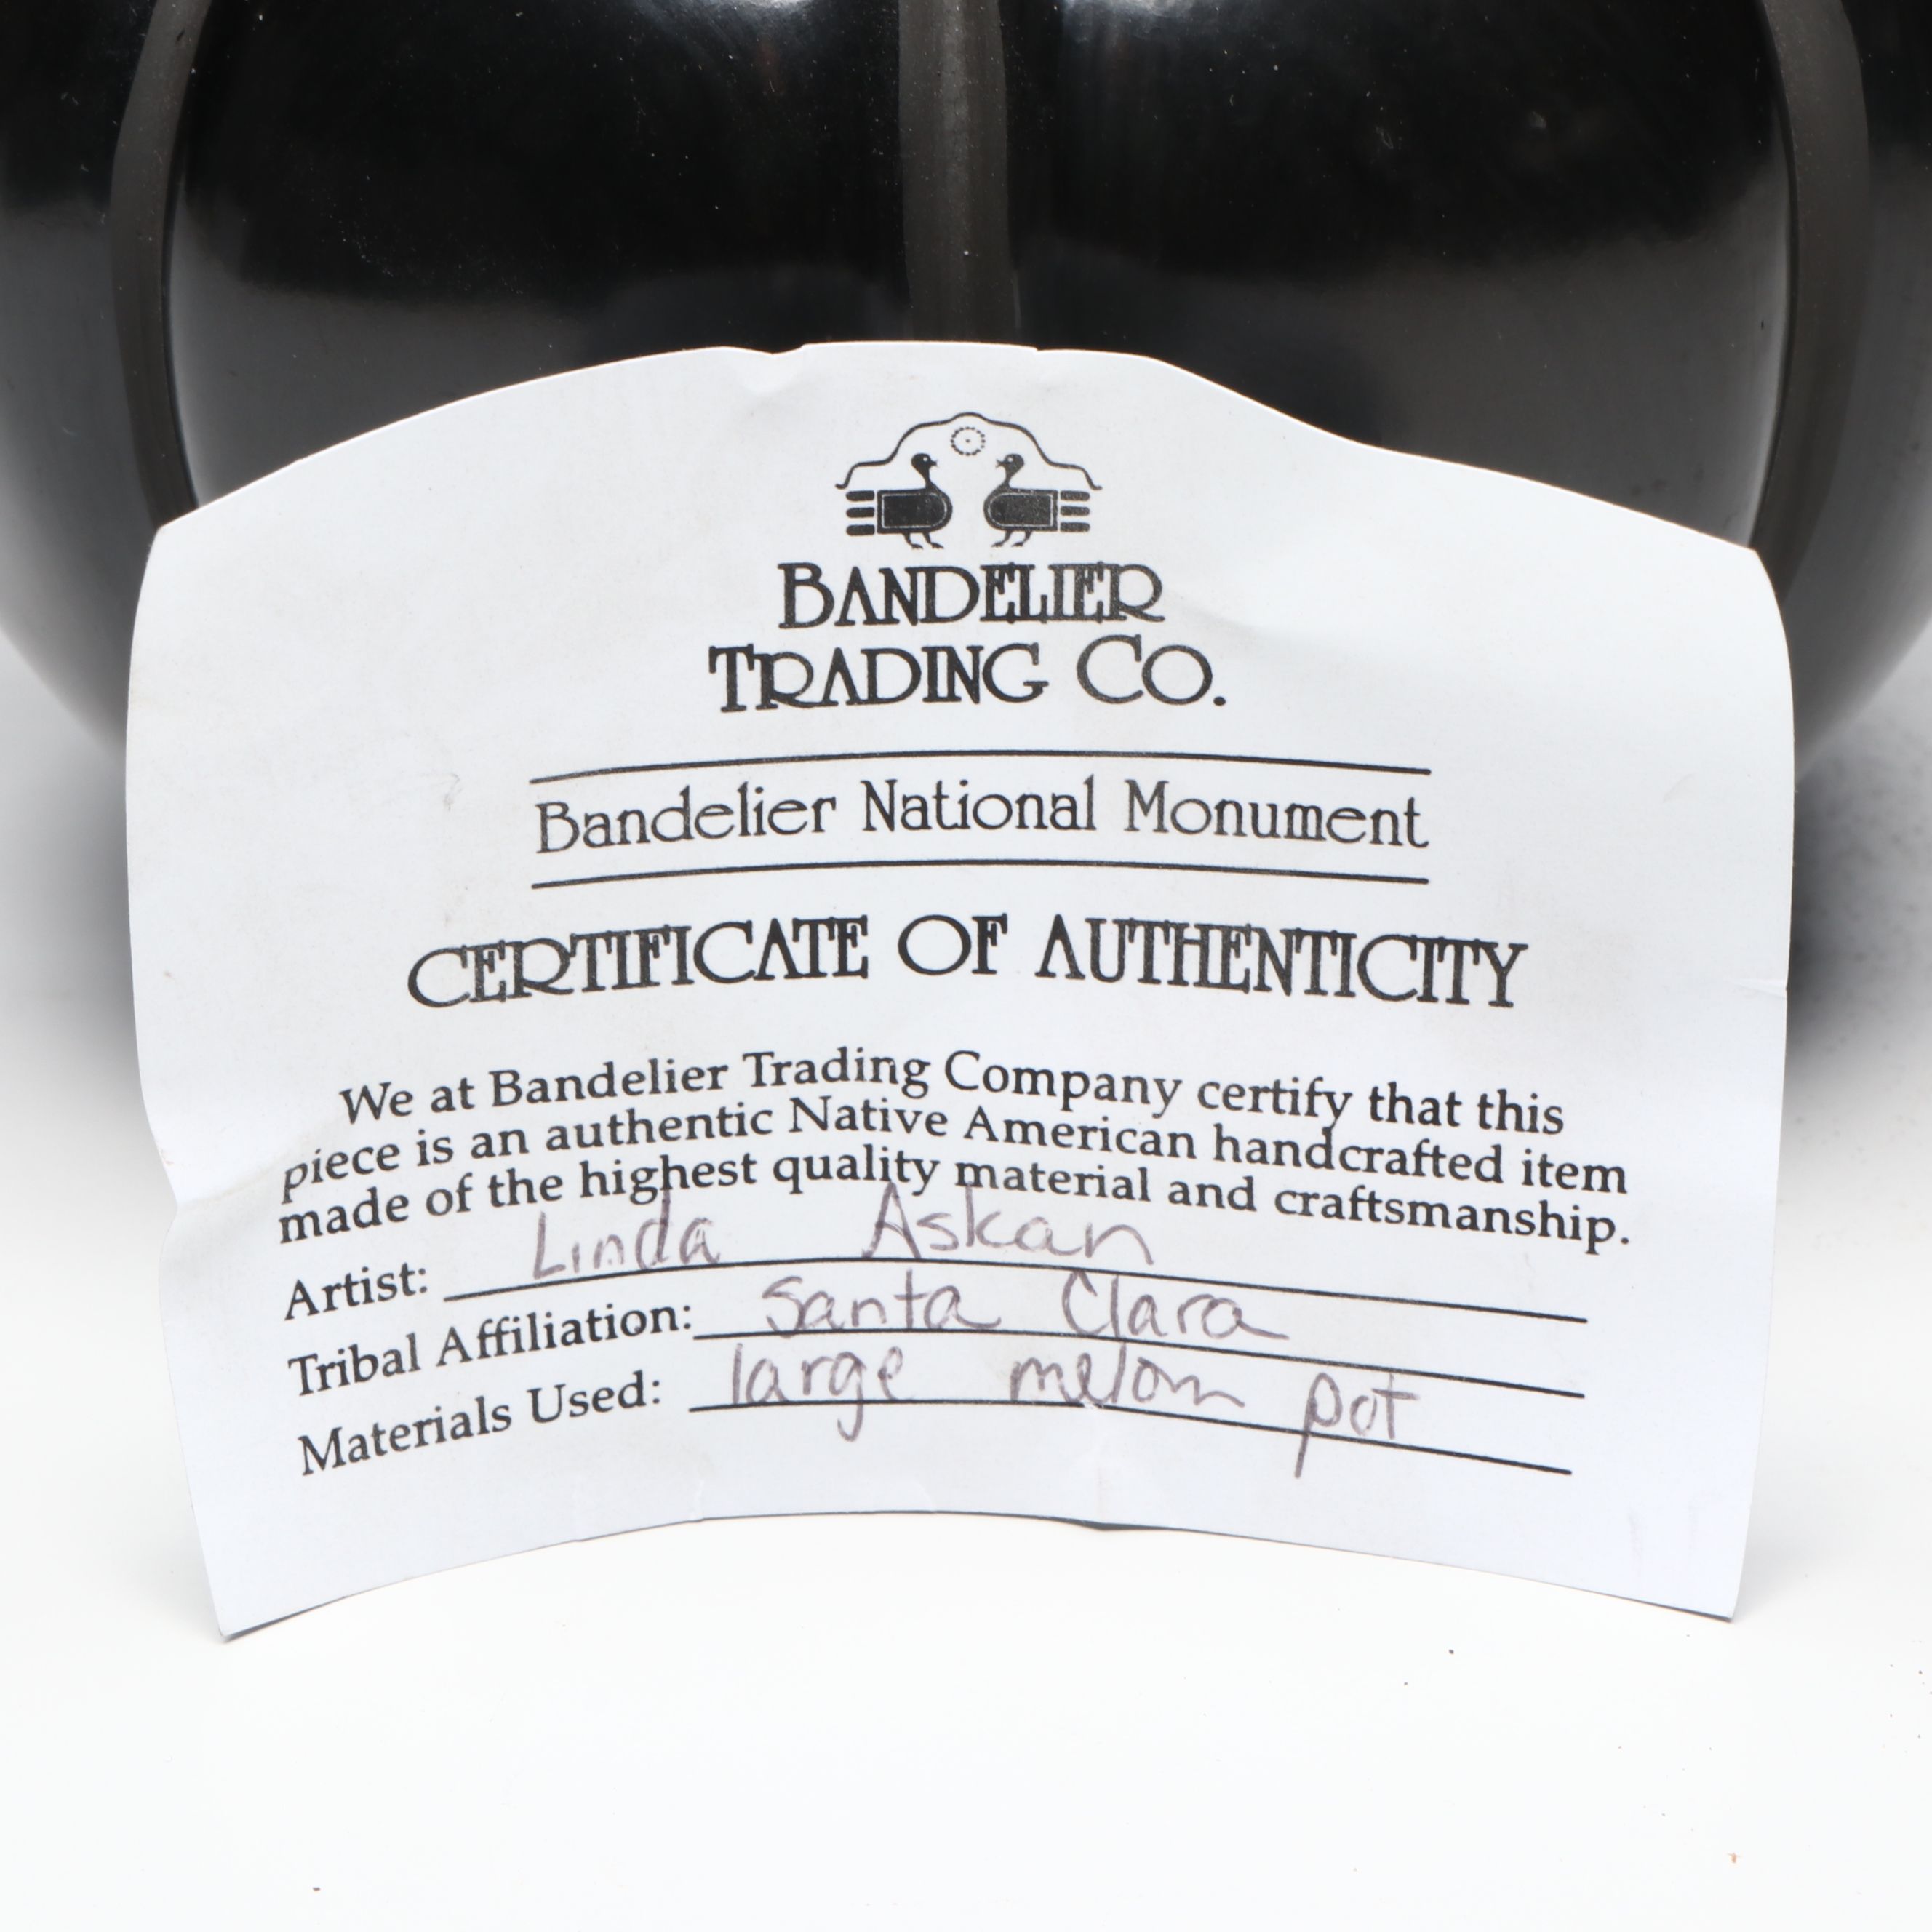 BANDELIER
TRADING CO.
Bandelier National Monument
CERTIFICATE OF AUTHENTICITY
We at Bandelier Trading Company certify that this
piece is an authentic Native American handcrafted item
made of the highest quality material and craftsmanship.
Artist: Linda Askan
Tribal Affiliation: Santa Clara
Materials Used: large melon pot